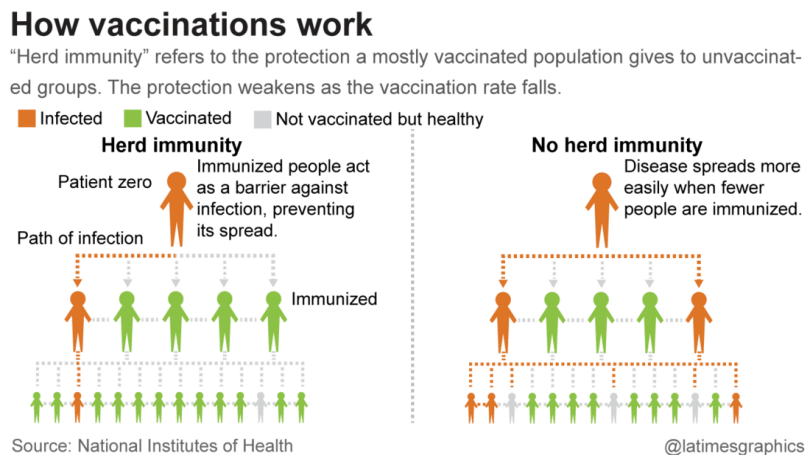 How vaccinations work
“Herd immunity” refers to the protection a mostly vaccinated population gives to unvaccinat-
ed groups. The protection weakens as the vaccination rate falls.
Infected
Vaccinated
Not vaccinated but healthy
Herd immunity
Patient zero
Immunized people act
as a barrier against
infection, preventing
its spread.
Path of infection
Immunized
No herd immunity
Disease spreads more
easily when fewer
people are immunized.
Source: National Institutes of Health
@latimesgraphics